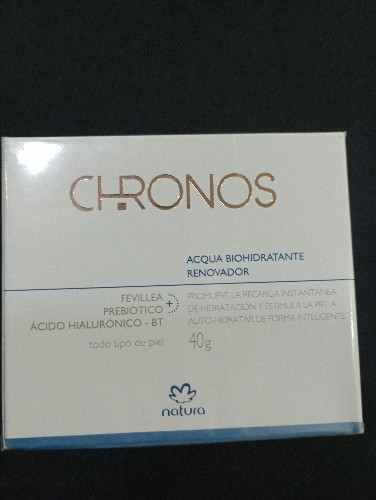 CHRONOS
ACQUA BIOHIDRATANTE
RENOVADOR
FEVILLEA
PREBIÓTICO
ÁCIDO HIALURÓNICO - BT
+
todo tipo de piel
PROMUEVE LA RECARGA INSTANTÁNEA
DE HIDRATACIÓN Y ESTIMULA LA PIEL A
AUTO-HIDRATAR DE FORMA INTELIGENTE
40g
natura